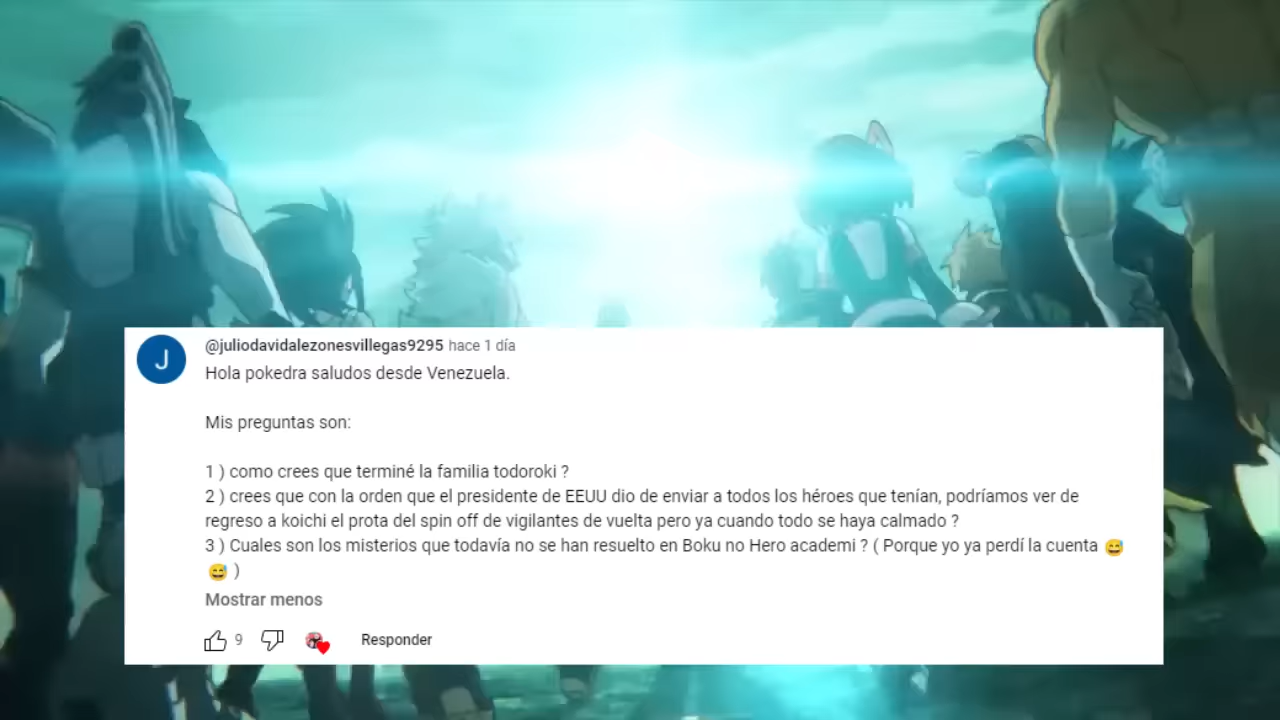 J
@juliodavidalezonesvillegas9295 hace 1 día
Hola pokedra saludos desde Venezuela.
Mis preguntas son:
1 ) como crees que terminé la familia todoroki ?
2 ) crees que con la orden que el presidente de EEUU dio de enviar a todos los héroes que tenían, podríamos ver de
regreso a koichi el prota del spin off de vigilantes de vuelta pero ya cuando todo se haya calmado ?
3 ) Cuales son los misterios que todavía no se han resuelto en Boku no Hero academi ? ( Porque yo ya perdí la cuenta 😅
😅 )
Mostrar menos
9 Responder